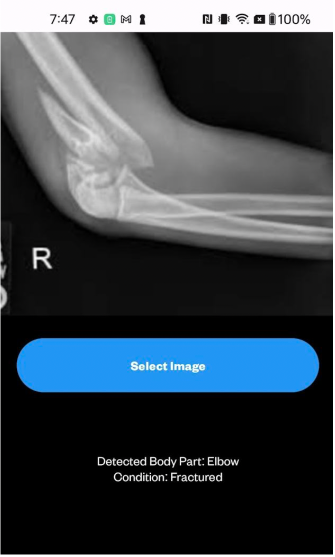 7:47
100%
R
Select Image
Detected Body Part: Elbow
Condition: Fractured